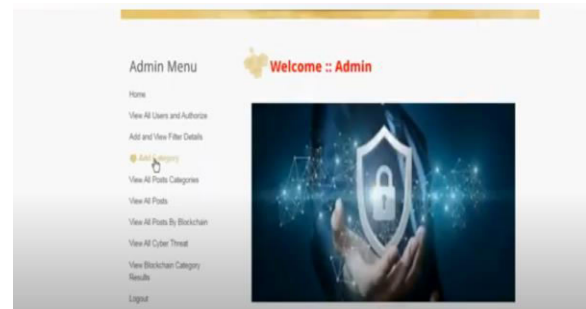 Admin Menu
Welcome :: Admin
Home
View All Users and Authorize
Add and View Filter Details
Add Category
View All Posts Categories
View All Posts
View All Posts By Blockchain
View All Cyber Threat
View Blockchain Category
Results
Logout